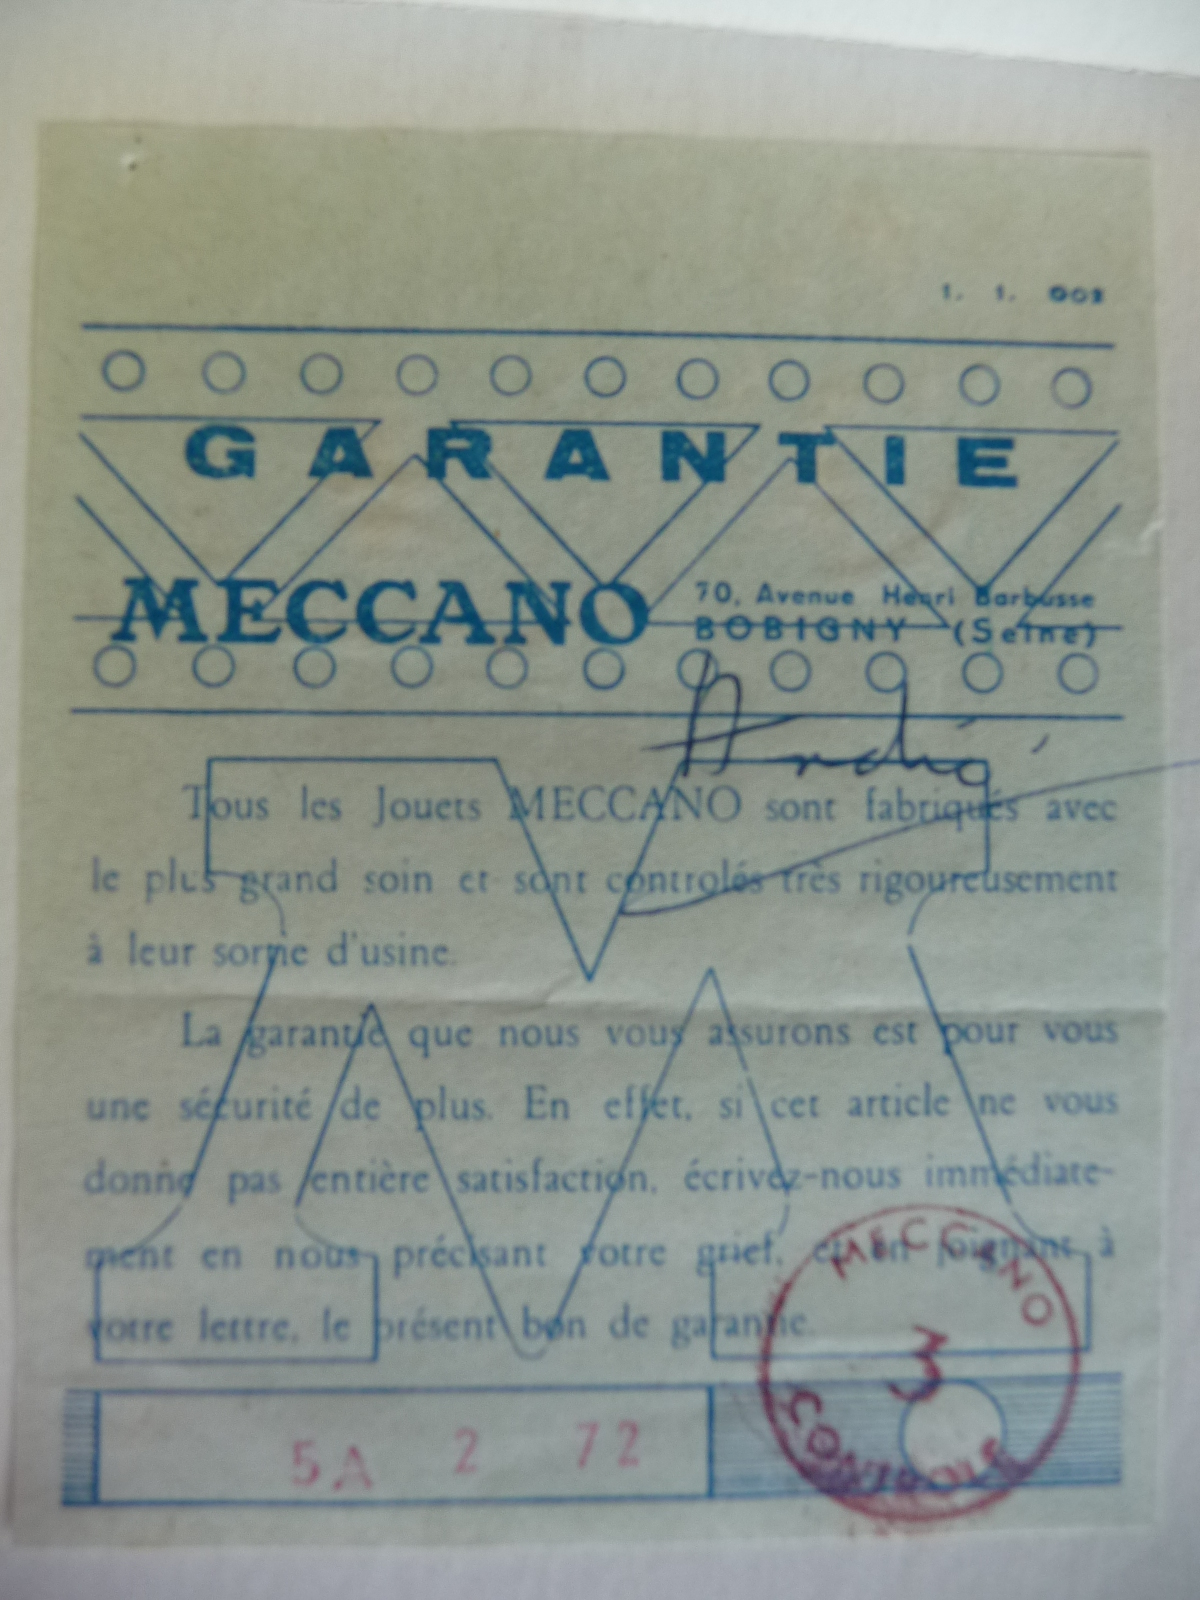 1. 1. 002
GARANTIE
MECCANO
70, Avenue Henri Barbusse
BOBIGNY (Seine)
Tous les Jouets MECCANO sont fabriqués avec
le plus grand soin et sont controlés très rigoureusement
à leur sortie d'usine.
La garantie que nous vous assurons est pour vous
une sécurité de plus. En effet, si cet article ne vous
donne pas entière satisfaction, écrivez-nous immédiate-
ment en nous précisant votre grief, et en joignant à
votre lettre, le présent bon de garantie.
MECCANO
3
CONTROLE
5A 2 72